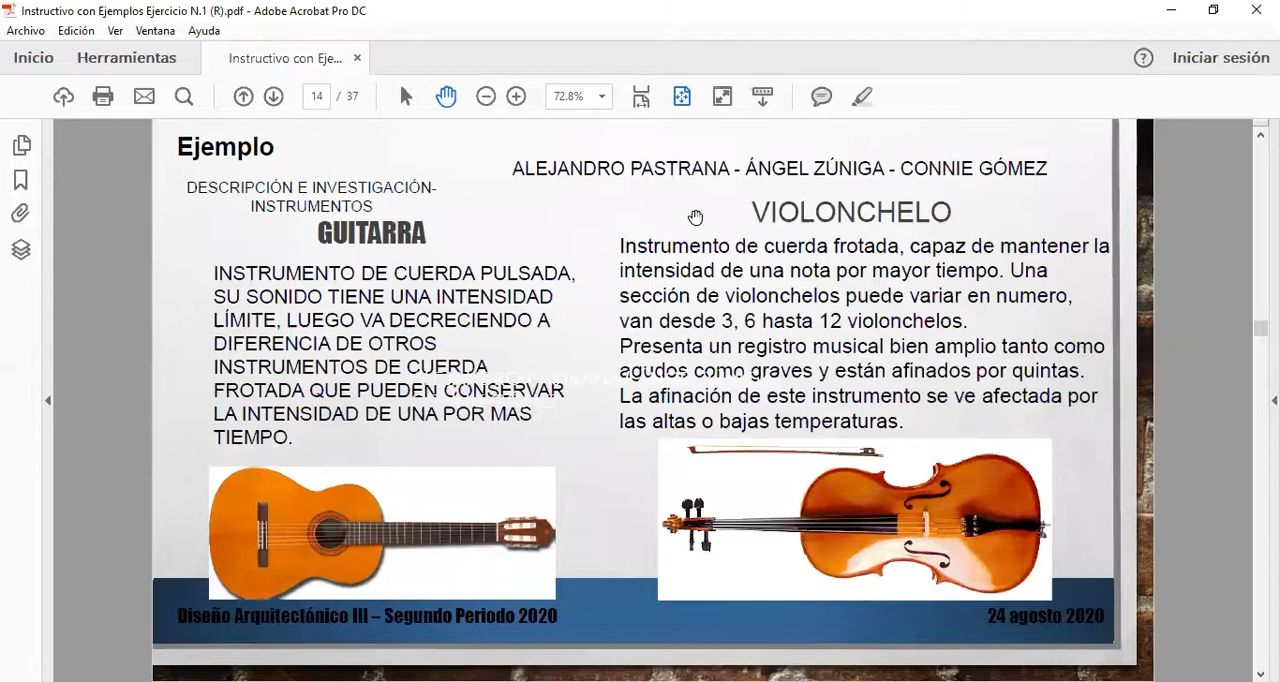 Instructivo con Ejemplos Ejercicio N.1 (R).pdf - Adobe Acrobat Pro DC
Archivo Edición Ver Ventana Ayuda
Inicio Herramientas Instructivo con Eje... × Iniciar sesión
14 / 37 72.8%
Ejemplo
ALEJANDRO PASTRANA - ÁNGEL ZÚNIGA - CONNIE GÓMEZ
DESCRIPCIÓN E INVESTIGACIÓN-
INSTRUMENTOS
GUITARRA
INSTRUMENTO DE CUERDA PULSADA,
SU SONIDO TIENE UNA INTENSIDAD
LÍMITE, LUEGO VA DECRECIENDO A
DIFERENCIA DE OTROS
INSTRUMENTOS DE CUERDA
FROTADA QUE PUEDEN CONSERVAR
LA INTENSIDAD DE UNA POR MAS
TIEMPO.
VIOLONCHELO
Instrumento de cuerda frotada, capaz de mantener la
intensidad de una nota por mayor tiempo. Una
sección de violonchelos puede variar en numero,
van desde 3, 6 hasta 12 violonchelos.
Presenta un registro musical bien amplio tanto como
agudos como graves y están afinados por quintas.
La afinación de este instrumento se ve afectada por
las altas o bajas temperaturas.
Diseño Arquitectónico III – Segundo Periodo 2020
24 agosto 2020